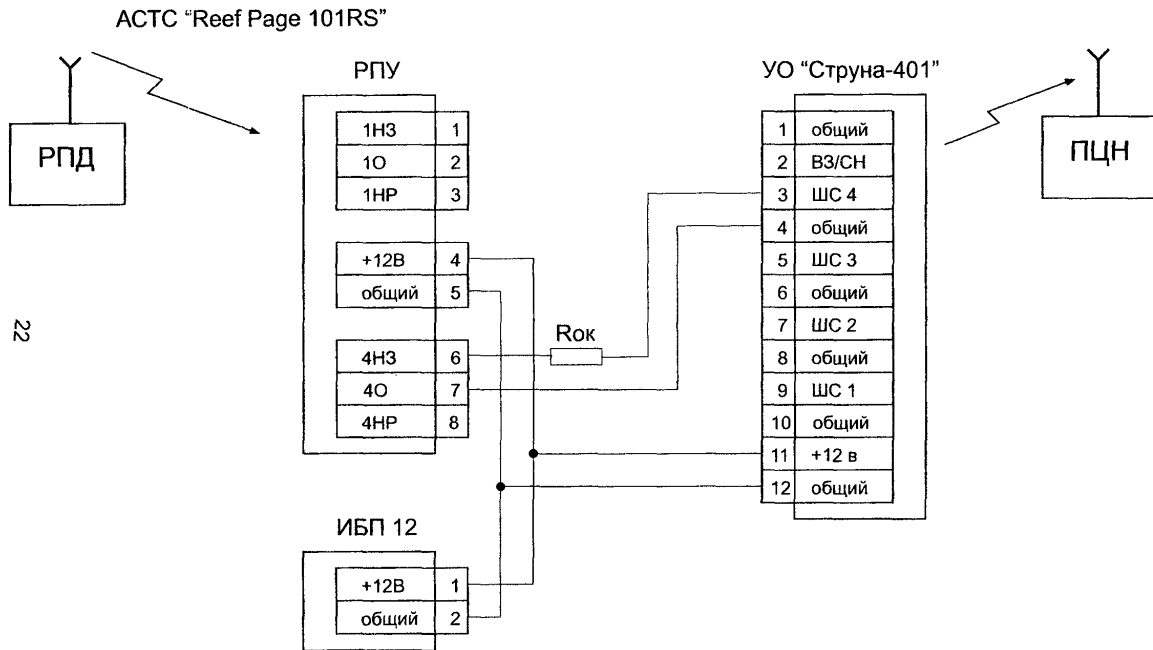 АСТС “Reef Page 101RS”
РПД
РПУ
1НЗ 1
1О 2
1НР 3
+12В 4
общий 5
4НЗ 6
4О 7
4НР 8
Rок
УО “Струна-401”
1 общий
2 ВЗ/СН
3 ШС 4
4 общий
5 ШС 3
6 общий
7 ШС 2
8 общий
9 ШС 1
10 общий
11 +12 в
12 общий
ПЦН
ИБП 12
+12В 1
общий 2
22